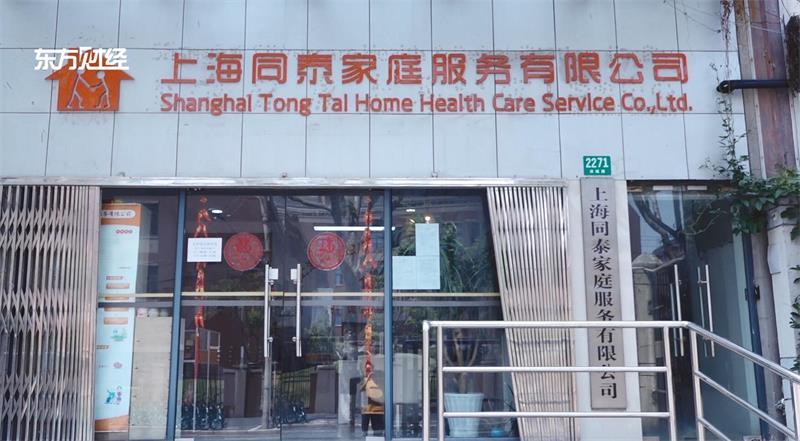 东方财经
上海同泰家庭服务有限公司
Shanghai Tong Tai Home Health Care Service Co.,Ltd.
2271
上海同泰家庭服务有限公司